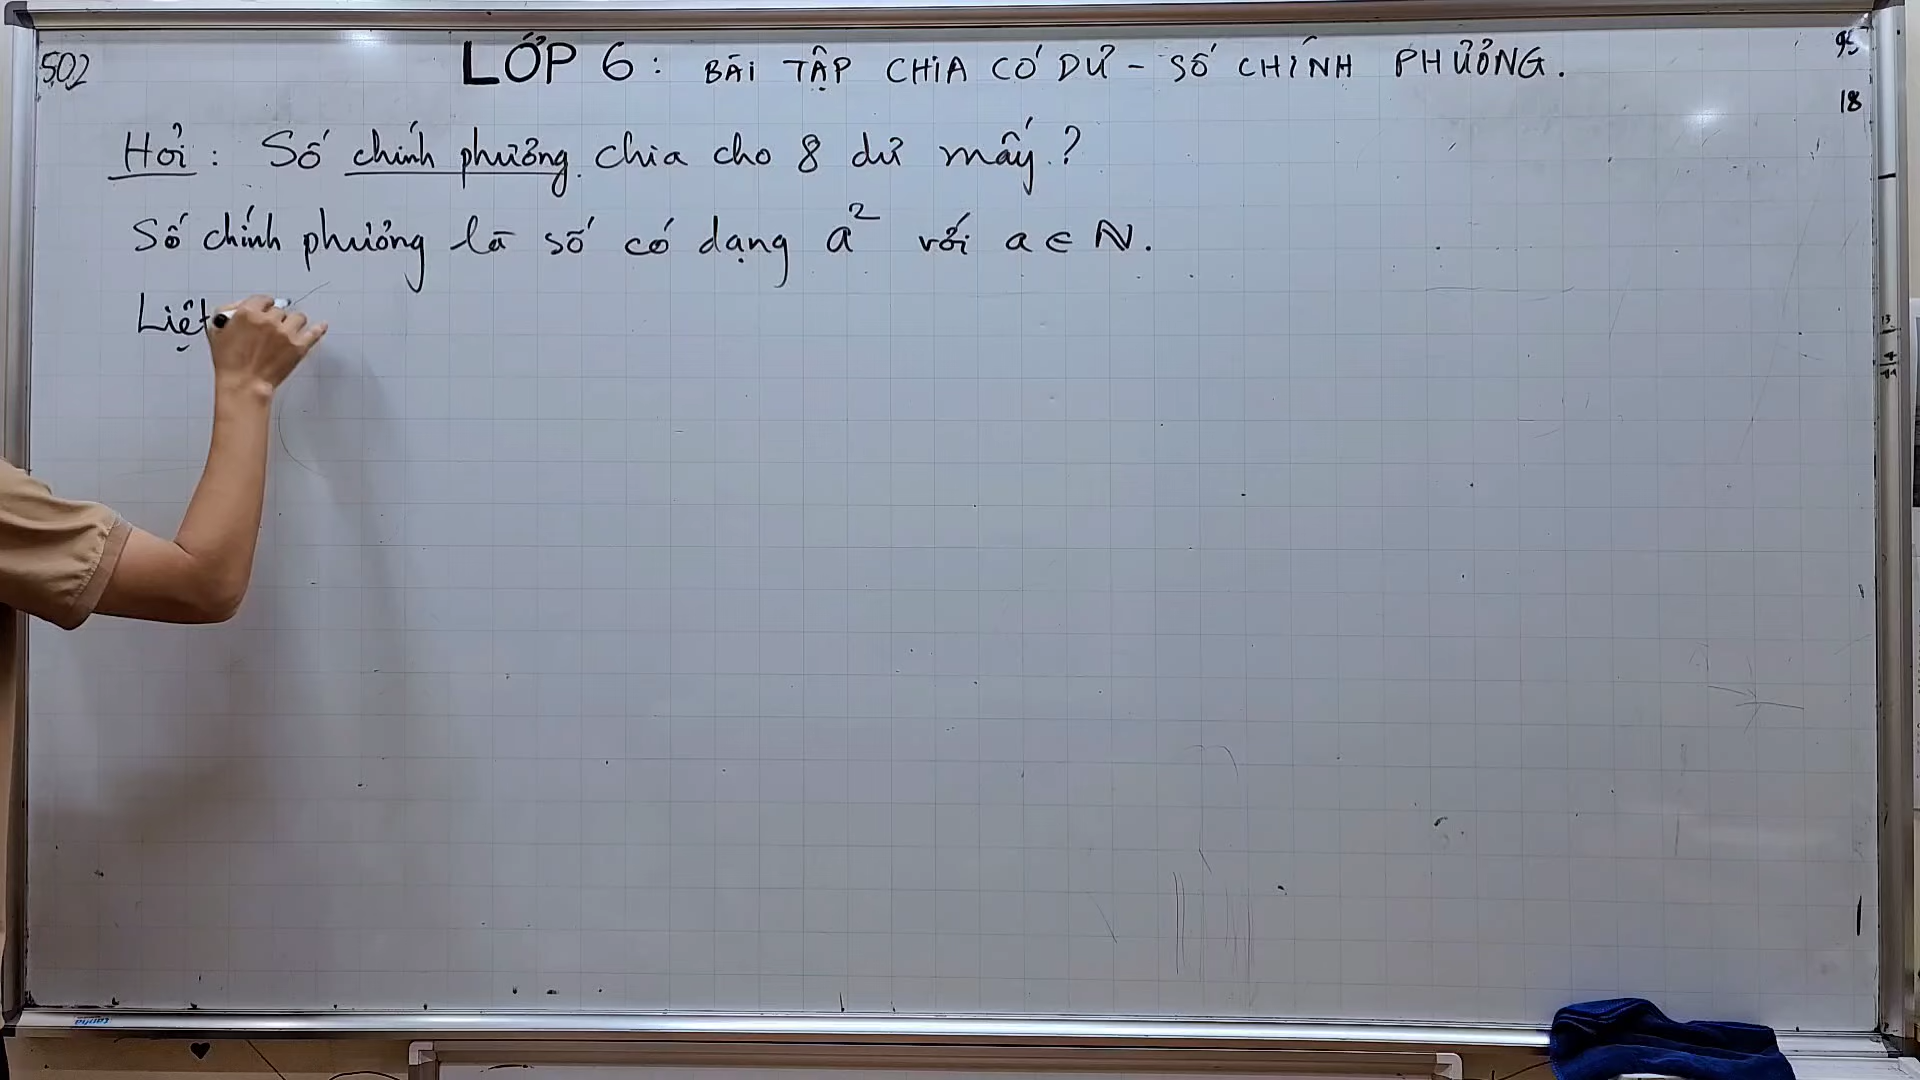 502
LỚP 6 : BÀI TẬP CHIA CÓ DƯ - SỐ CHÍNH PHƯƠNG.
95
18
Hỏi : Số chính phương chia cho 8 dư mấy ?
Số chính phương là số có dạng a² với a ∈ N.
Liệt